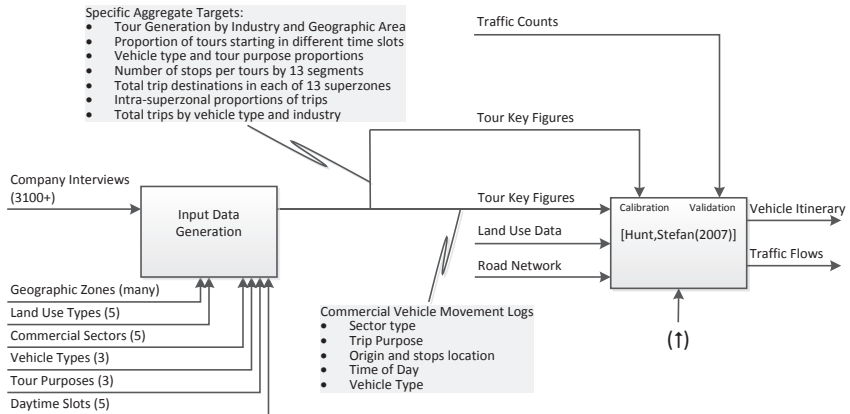 Specific Aggregate Targets:
• Tour Generation by Industry and Geographic Area
• Proportion of tours starting in different time slots
• Vehicle type and tour purpose proportions
• Number of stops per tours by 13 segments
• Total trip destinations in each of 13 superzones
• Intra-superzonal proportions of trips
• Total trips by vehicle type and industry
Traffic Counts
Tour Key Figures
Company Interviews
(3100+)
Input Data
Generation
Tour Key Figures
Land Use Data
Road Network
Calibration Validation
[Hunt,Stefan(2007)]
Vehicle Itinerary
Traffic Flows
(↑)
Geographic Zones (many)
Land Use Types (5)
Commercial Sectors (5)
Vehicle Types (3)
Tour Purposes (3)
Daytime Slots (5)
Commercial Vehicle Movement Logs
• Sector type
• Trip Purpose
• Origin and stops location
• Time of Day
• Vehicle Type